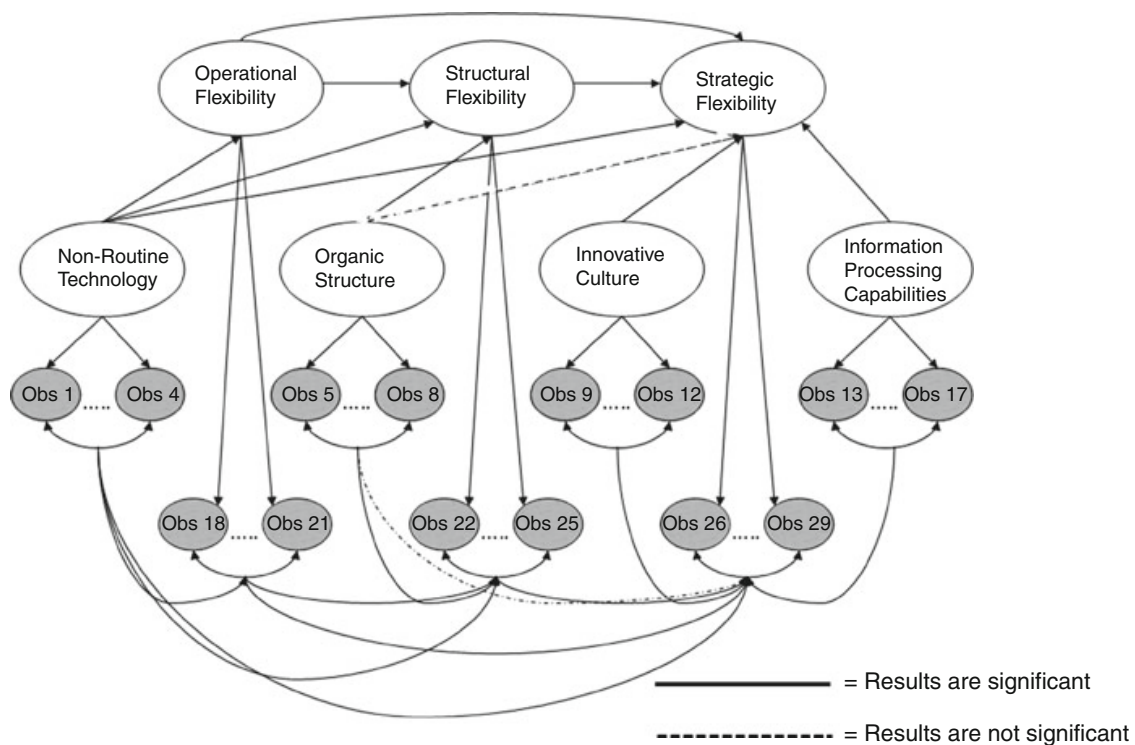 Operational
Flexibility
Structural
Flexibility
Strategic
Flexibility
Non-Routine
Technology
Organic
Structure
Innovative
Culture
Information
Processing
Capabilities
Obs 1
.....
Obs 4
Obs 5
.....
Obs 8
Obs 9
.....
Obs 12
Obs 13
.....
Obs 17
Obs 18
.....
Obs 21
Obs 22
.....
Obs 25
Obs 26
.....
Obs 29
= Results are significant
= Results are not significant